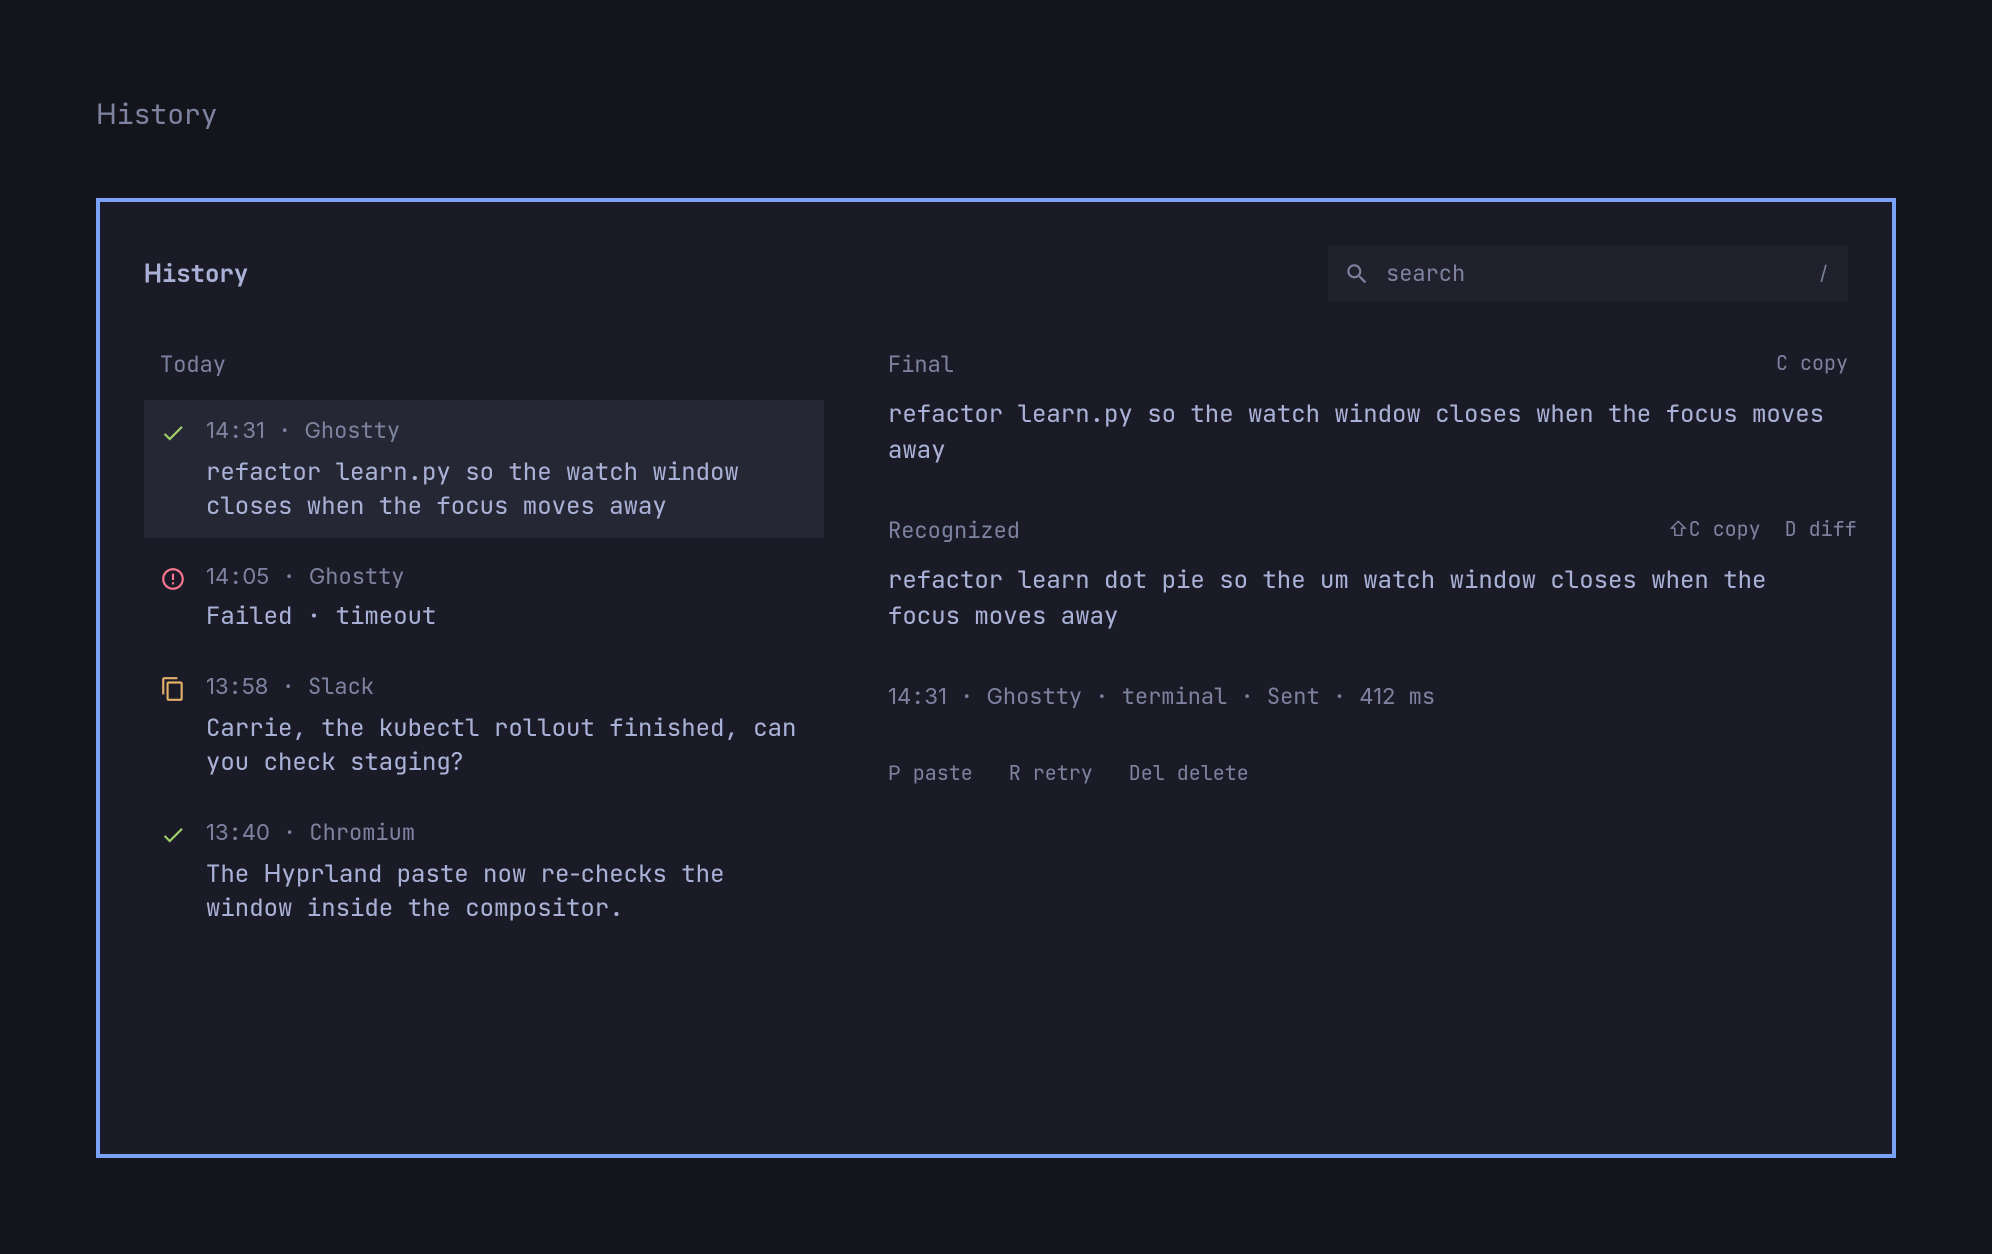 History
History
search
/
Today
14:31 · Ghostty
refactor learn.py so the watch window
closes when the focus moves away
14:05 · Ghostty
Failed · timeout
13:58 · Slack
Carrie, the kubectl rollout finished, can
you check staging?
13:40 · Chromium
The Hyprland paste now re-checks the
window inside the compositor.
Final
C copy
refactor learn.py so the watch window closes when the focus moves
away
Recognized
⇧C copy D diff
refactor learn dot pie so the um watch window closes when the
focus moves away
14:31 · Ghostty · terminal · Sent · 412 ms
P paste R retry Del delete